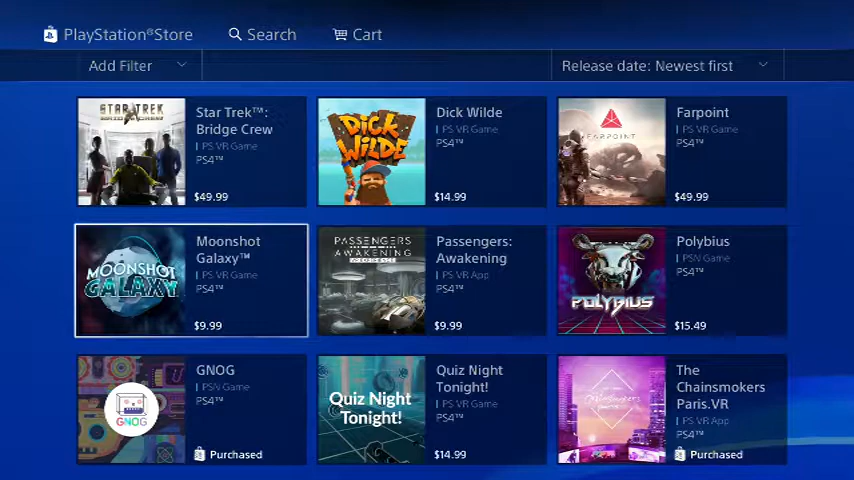 PlayStation®Store
Search
Cart
Add Filter
Release date: Newest first
STAR TREK
Star Trek™:
Bridge Crew
PS VR Game
PS4™
$49.99
DICK
WILDE
Dick Wilde
PS VR Game
PS4™
$14.99
FARPOINT
Farpoint
PS VR Game
PS4™
$49.99
MOONSHOT
GALAXY
Moonshot
Galaxy™
PS VR Game
PS4™
$9.99
PASSENGERS
AWAKENING
VR EXPERIENCE
Passengers:
Awakening
PS VR App
PS4™
$9.99
POLYBIUS
Polybius
PSN Game
PS4™
$15.49
GNOG
GNOG
PSN Game
PS4™
Purchased
Quiz Night
Tonight!
Quiz Night
Tonight!
PS VR Game
PS4™
$14.99
The
Chainsmokers
Paris.VR
PS VR App
PS4™
Purchased